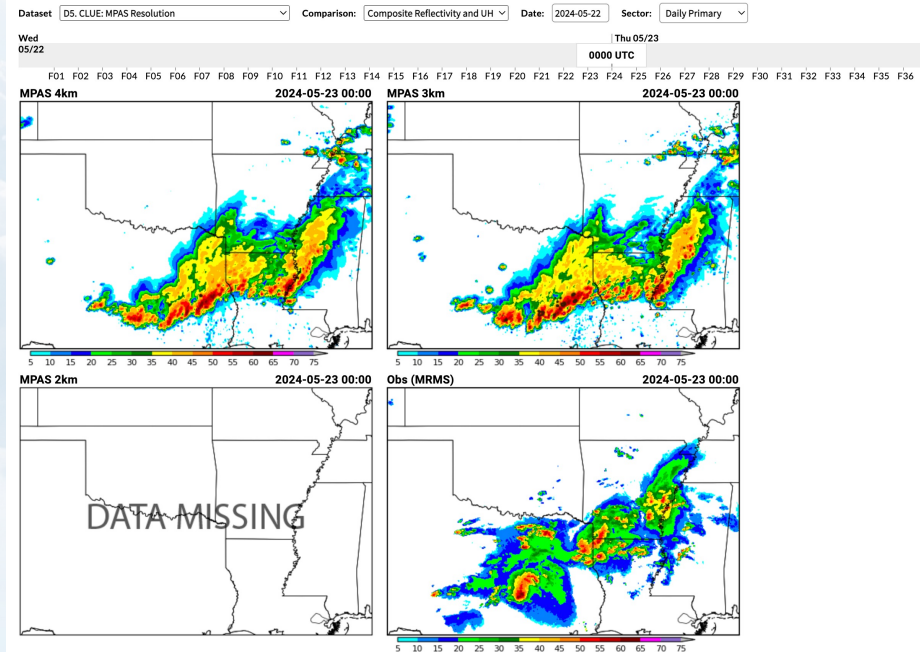 Dataset D5. CLUE: MPAS Resolution Comparison: Composite Reflectivity and UH Date: 2024-05-22 Sector: Daily Primary
Wed Thu 05/23
05/22
0000 UTC
F01 F02 F03 F04 F05 F06 F07 F08 F09 F10 F11 F12 F13 F14 F15 F16 F17 F18 F19 F20 F21 F22 F23 F24 F25 F26 F27 F28 F29 F30 F31 F32 F33 F34 F35 F36
MPAS 4km 2024-05-23 00:00 MPAS 3km 2024-05-23 00:00
5 10 15 20 25 30 35 40 45 50 55 60 65 70 75 5 10 15 20 25 30 35 40 45 50 55 60 65 70 75
MPAS 2km 2024-05-23 00:00 Obs (MRMS) 2024-05-23 00:00
DATA MISSING
5 10 15 20 25 30 35 40 45 50 55 60 65 70 75